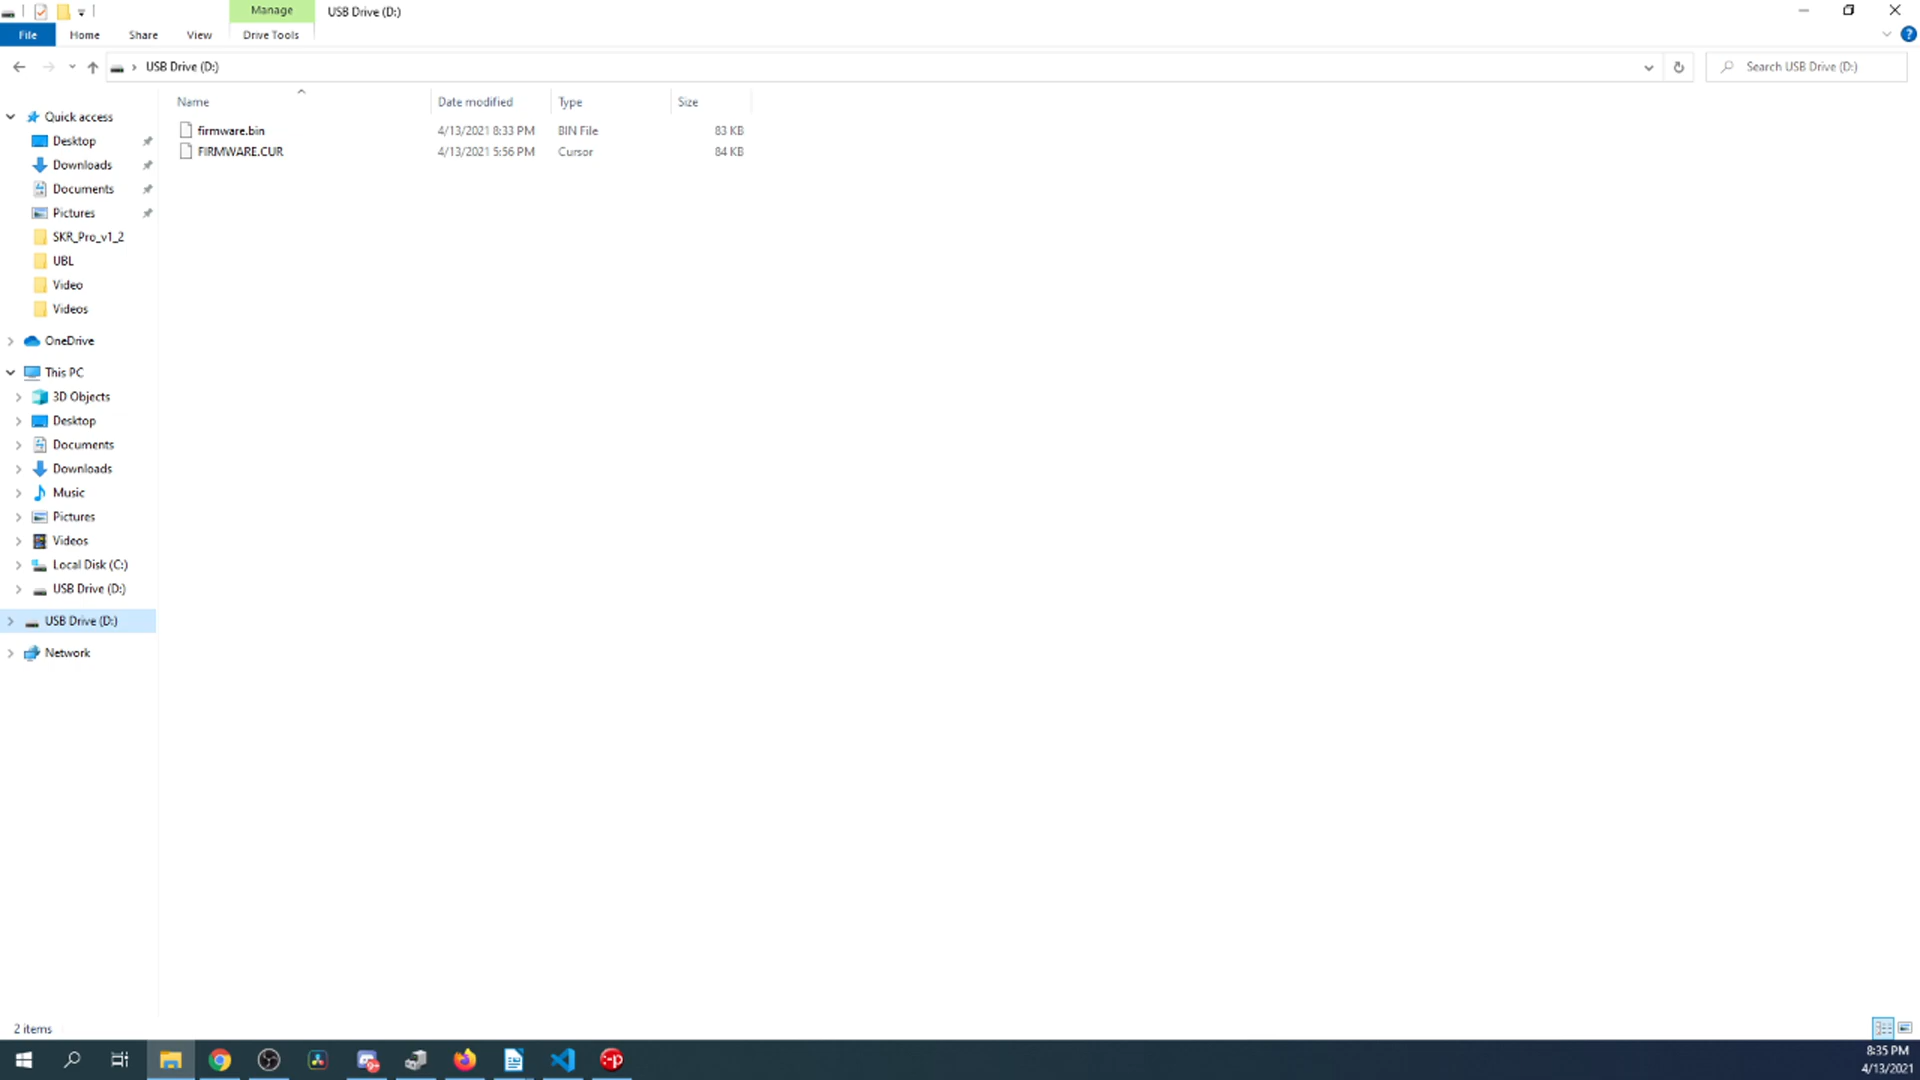 Manage
USB Drive (D:)
File
Home
Share
View
Drive Tools
?
USB Drive (D:)
Search USB Drive (D:)
Name
Date modified
Type
Size
firmware.bin
4/13/2021 8:33 PM
BIN File
83 KB
FIRMWARE.CUR
4/13/2021 5:56 PM
Cursor
84 KB
Quick access
Desktop
Downloads
Documents
Pictures
SKR_Pro_v1_2
UBL
Video
Videos
OneDrive
This PC
3D Objects
Desktop
Documents
Downloads
Music
Pictures
Videos
Local Disk (C:)
USB Drive (D:)
USB Drive (D:)
Network
2 items
:-p
8:35 PM
4/13/2021